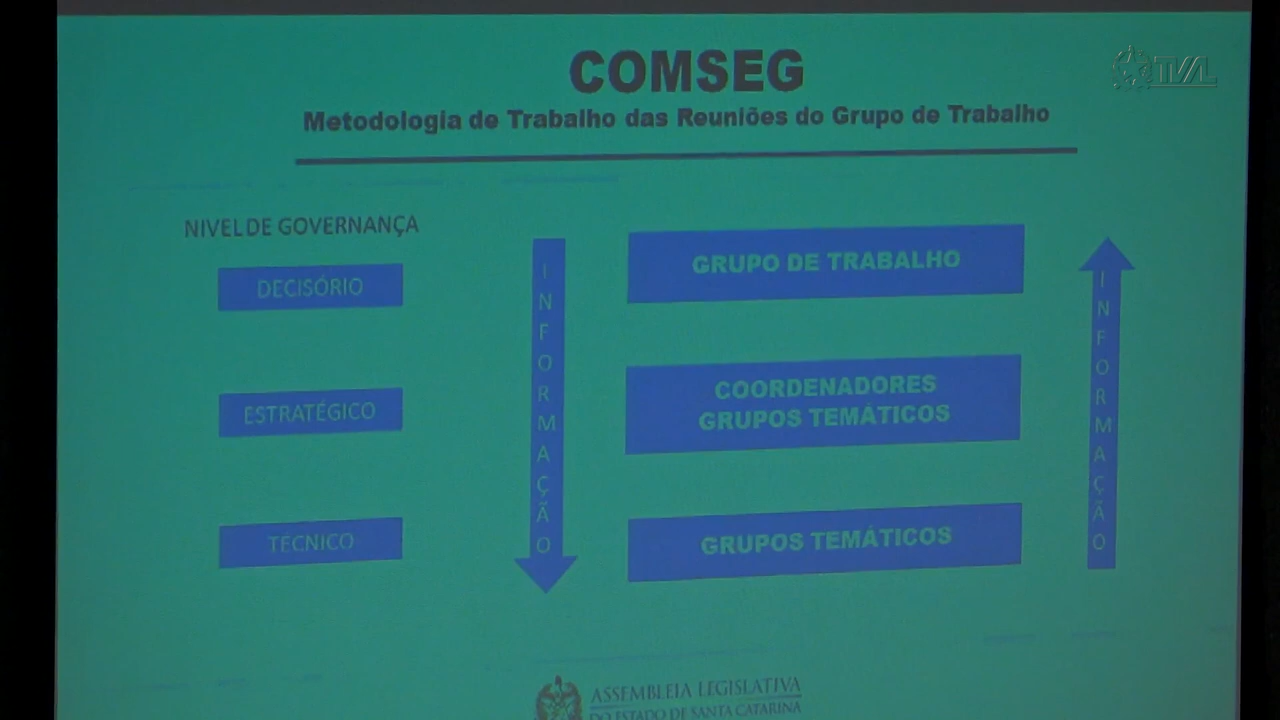 COMSEG
TVAL
Metodologia de Trabalho das Reuniões do Grupo de Trabalho
NIVEL DE GOVERNANÇA
DECISÓRIO
ESTRATÉGICO
TÉCNICO
INFORMAÇÃO
GRUPO DE TRABALHO
COORDENADORES
GRUPOS TEMÁTICOS
GRUPOS TEMÁTICOS
INFORMAÇÃO
ASSEMBLEIA LEGISLATIVA
DO ESTADO DE SANTA CATARINA